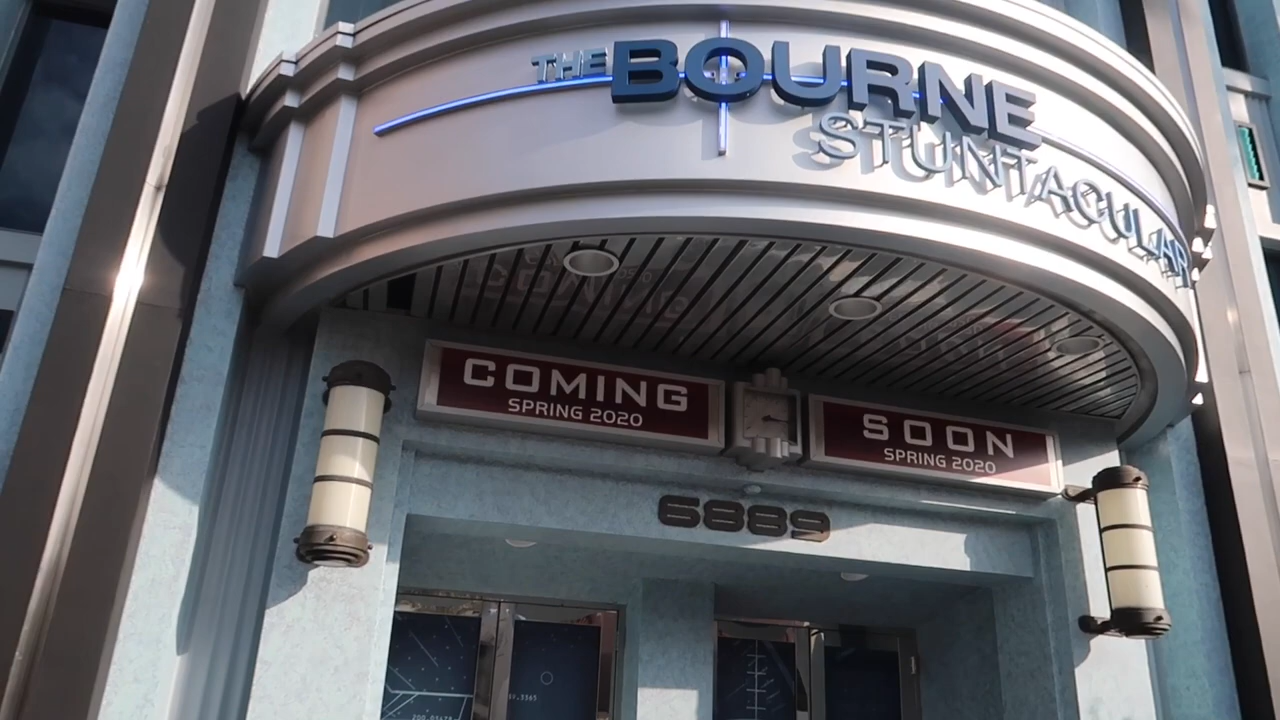 THE BOURNE
STUNTACULAR
COMING
SPRING 2020
SOON
SPRING 2020
6889